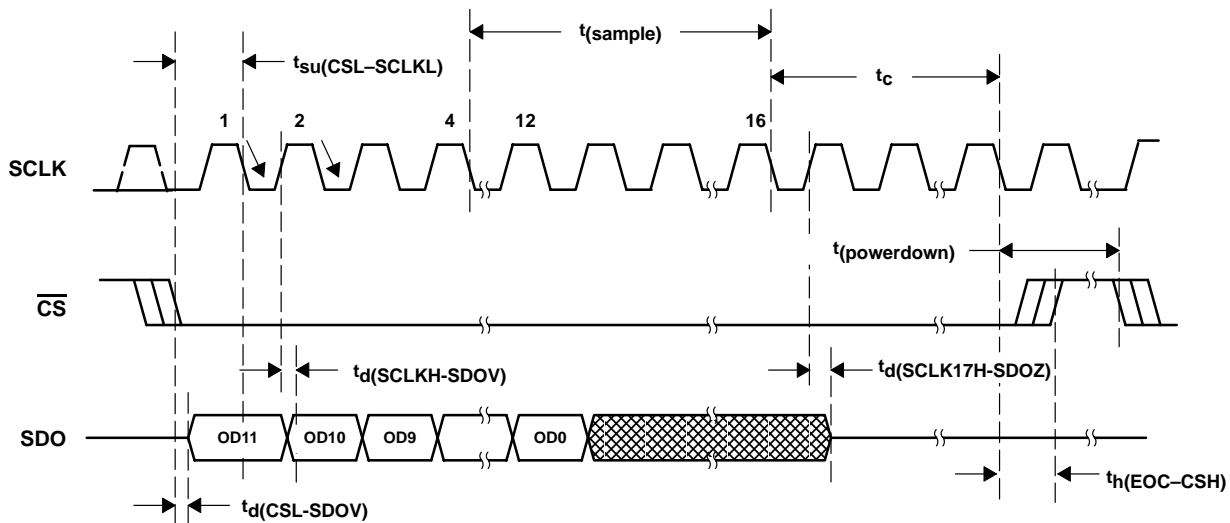 t(sample)
tsu(CSL–SCLKL)
tc
1 2 4 12 16
SCLK
t(powerdown)
CS
td(SCLKH-SDOV)
td(SCLK17H-SDOZ)
SDO
OD11 OD10 OD9 OD0
th(EOC–CSH)
td(CSL-SDOV)